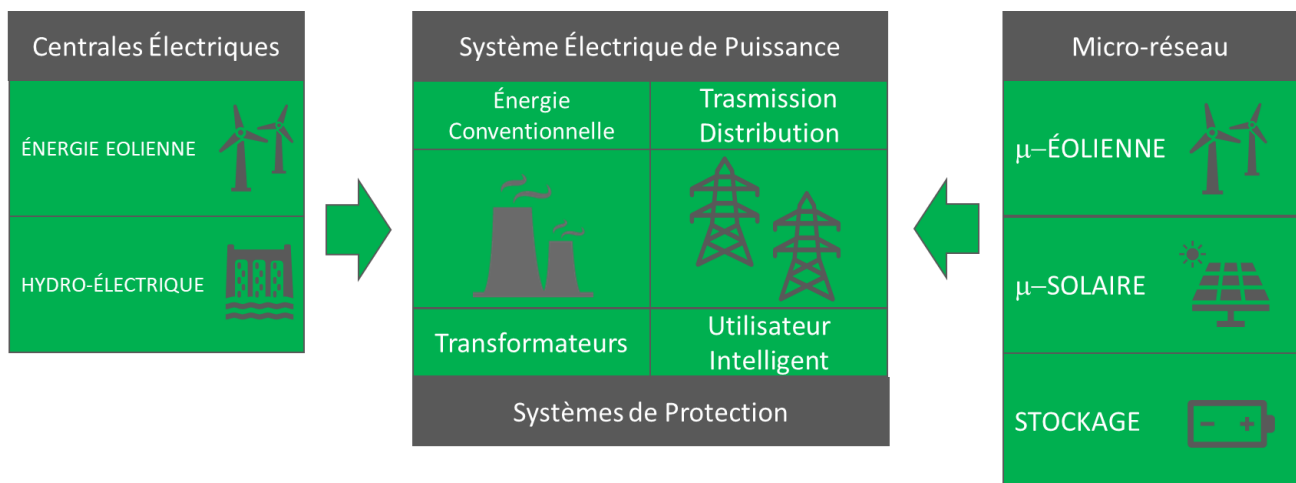 Centrales Électriques
ÉNERGIE EOLIENNE
HYDRO-ÉLECTRIQUE
Système Électrique de Puissance
Énergie
Conventionnelle
Trasmission
Distribution
Transformateurs
Utilisateur
Intelligent
Systèmes de Protection
Micro-réseau
μ–ÉOLIENNE
μ–SOLAIRE
STOCKAGE